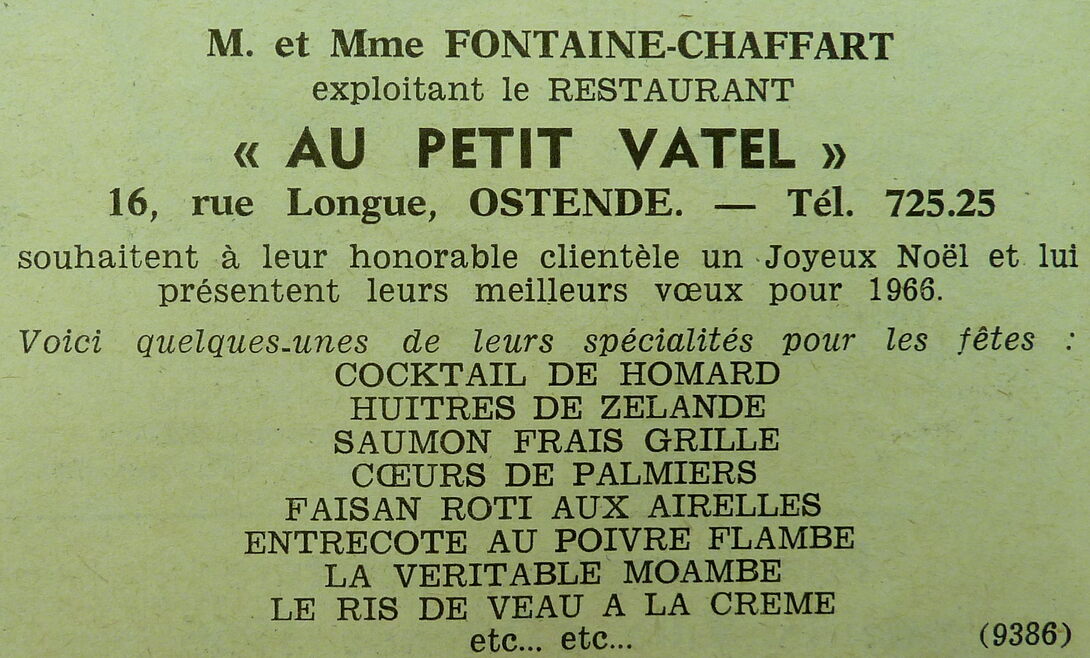 M. et Mme FONTAINE-CHAFFART
exploitant le RESTAURANT
« AU PETIT VATEL »
16, rue Longue, OSTENDE. — Tél. 725.25
souhaitent à leur honorable clientèle un Joyeux Noël et lui
présentent leurs meilleurs vœux pour 1966.
Voici quelques-unes de leurs spécialités pour les fêtes :
COCKTAIL DE HOMARD
HUITRES DE ZELANDE
SAUMON FRAIS GRILLE
CŒURS DE PALMIERS
FAISAN ROTI AUX AIRELLES
ENTRECOTE AU POIVRE FLAMBE
LA VERITABLE MOAMBE
LE RIS DE VEAU A LA CREME
etc... etc...
(9386)